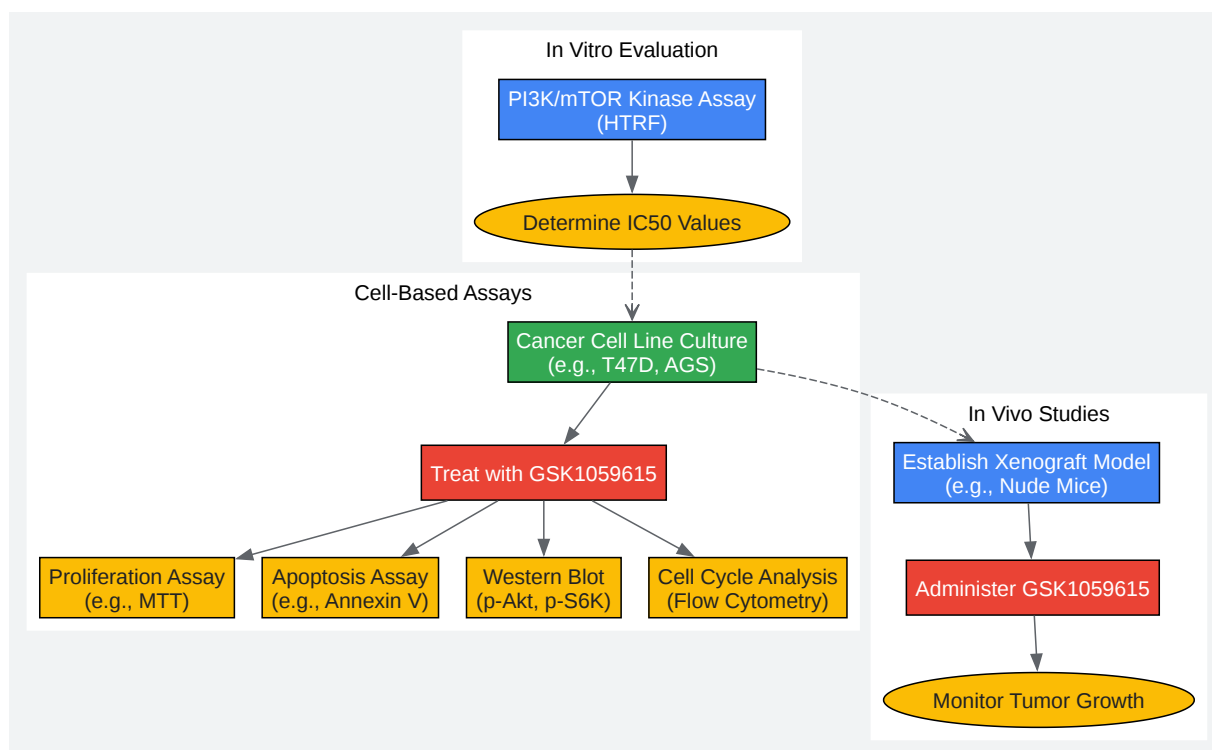 In Vitro Evaluation
PI3K/mTOR Kinase Assay
(HTRF)
Determine IC50 Values
Cell-Based Assays
Cancer Cell Line Culture
(e.g., T47D, AGS)
Treat with GSK1059615
Proliferation Assay
(e.g., MTT)
Apoptosis Assay
(e.g., Annexin V)
Western Blot
(p-Akt, p-S6K)
Cell Cycle Analysis
(Flow Cytometry)
In Vivo Studies
Establish Xenograft Model
(e.g., Nude Mice)
Administer GSK1059615
Monitor Tumor Growth